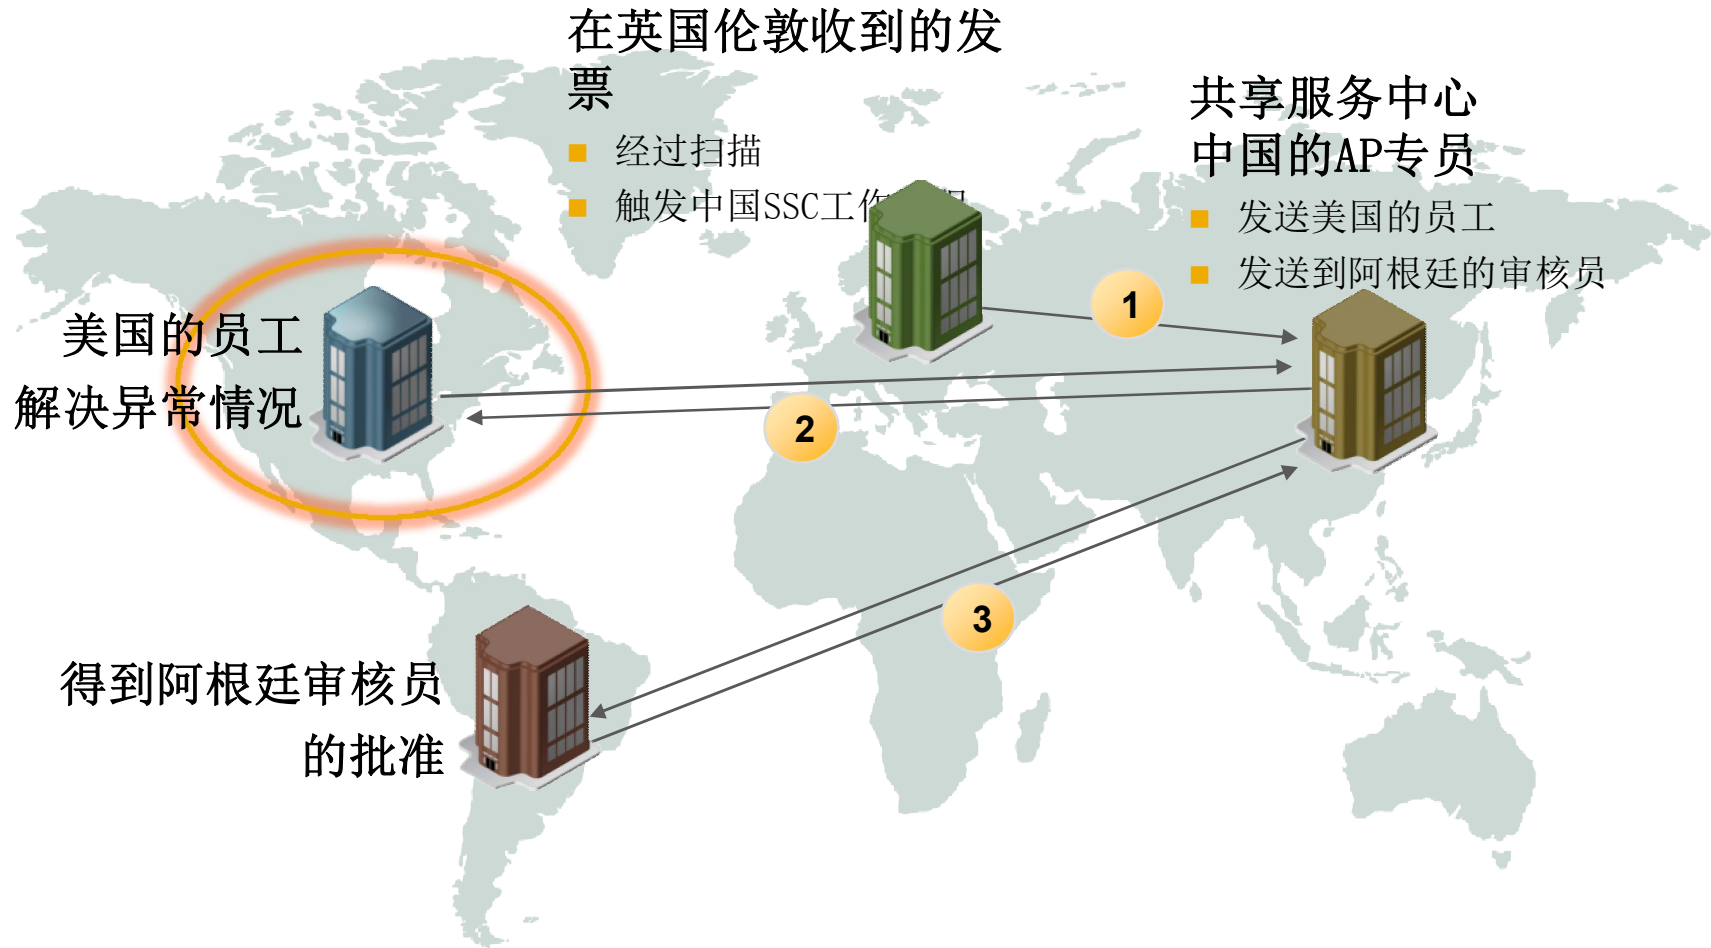 在英国伦敦收到的发
票
经过扫描
触发中国SSC工作
共享服务中心
中国的AP专员
发送美国的员工
发送到阿根廷的审核员
美国的员工
解决异常情况
1
2
3
得到阿根廷审核员
的批准